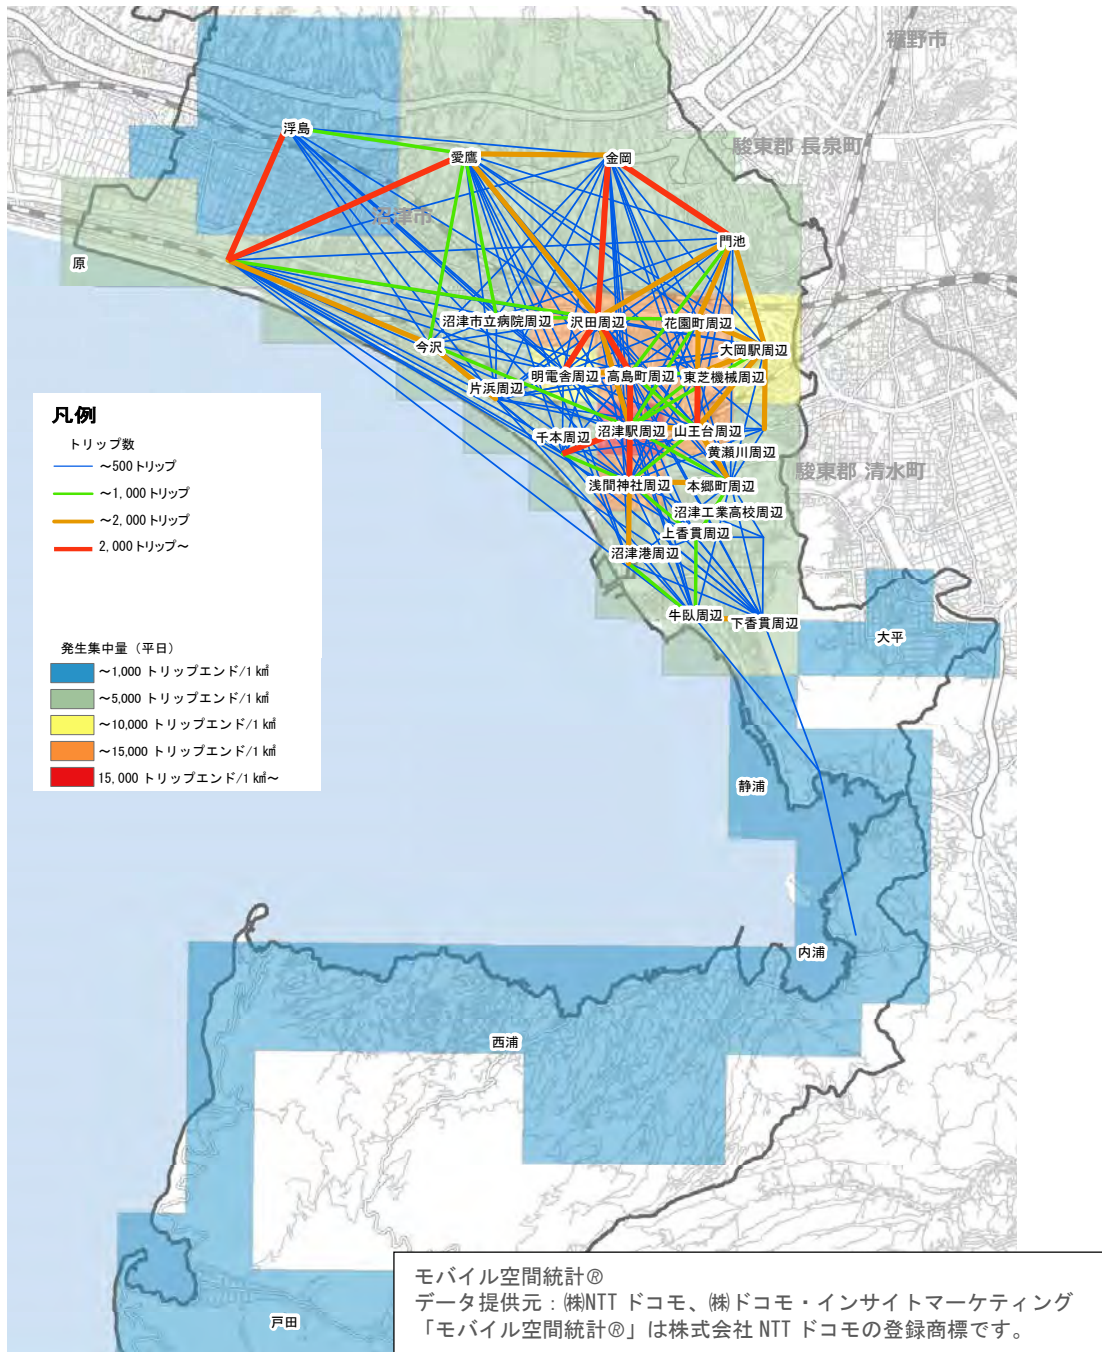 裾野市
駿東郡 長泉町
浮島
愛鷹
金岡
沼津市
門池
原
沼津市立病院周辺
沢田周辺
花園町周辺
今沢
大岡駅周辺
明電舎周辺
高島町周辺
東芝機械周辺
片浜周辺
千本周辺
沼津駅周辺
山王台周辺
黄瀬川周辺
駿東郡 清水町
浅間神社周辺
本郷町周辺
沼津工業高校周辺
上香貫周辺
沼津港周辺
牛臥周辺
下香貫周辺
大平
静浦
内浦
西浦
戸田
凡例
トリップ数
～500トリップ
～1,000トリップ
～2,000トリップ
2,000トリップ～
発生集中量（平日）
～1,000 トリップエンド/1㎢
～5,000 トリップエンド/1㎢
～10,000 トリップエンド/1㎢
～15,000 トリップエンド/1㎢
15,000 トリップエンド/1㎢～
モバイル空間統計®
データ提供元：㈱NTTドコモ、㈱ドコモ・インサイトマーケティング
「モバイル空間統計®」は株式会社NTTドコモの登録商標です。